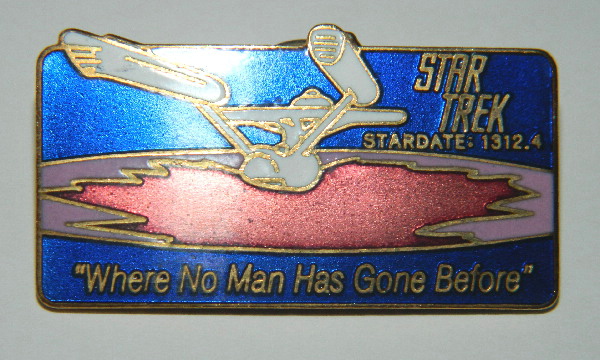 STAR
TREK
STARDATE: 1312.4
"Where No Man Has Gone Before"